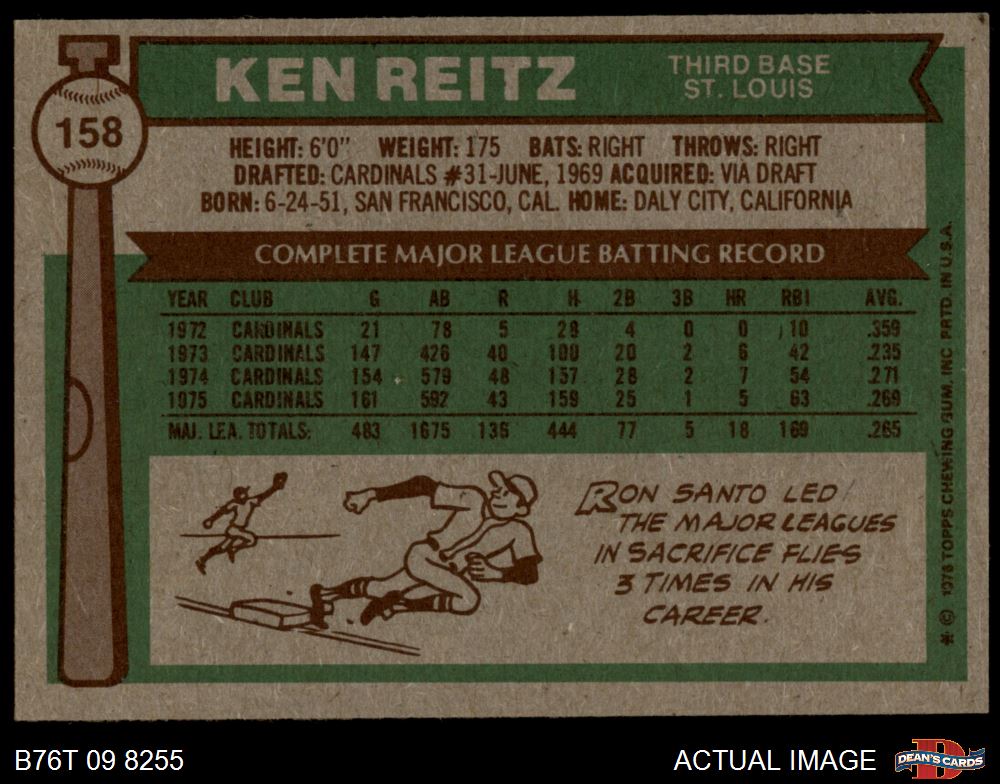 KEN REITZ
THIRD BASE
ST. LOUIS
158
HEIGHT: 6'0" WEIGHT: 175 BATS: RIGHT THROWS: RIGHT
DRAFTED: CARDINALS #31-JUNE, 1969 ACQUIRED: VIA DRAFT
BORN: 6-24-51, SAN FRANCISCO, CAL. HOME: DALY CITY, CALIFORNIA
COMPLETE MAJOR LEAGUE BATTING RECORD
YEAR CLUB G AB R H 2B 3B HR RBI AVG.
1972 CARDINALS 21 78 5 28 4 0 0 10 .359
1973 CARDINALS 147 426 40 100 20 2 6 42 .235
1974 CARDINALS 154 579 48 157 28 2 7 54 .271
1975 CARDINALS 161 592 43 159 25 1 5 63 .269
MAJ. LEA. TOTALS: 483 1675 136 444 77 5 18 169 .265
RON SANTO LED
THE MAJOR LEAGUES
IN SACRIFICE FLIES
3 TIMES IN HIS
CAREER.
* © 1976 TOPPS CHEWING GUM, INC PRTD. IN U.S.A.
B76T 09 8255
ACTUAL IMAGE
DEAN'S CARDS